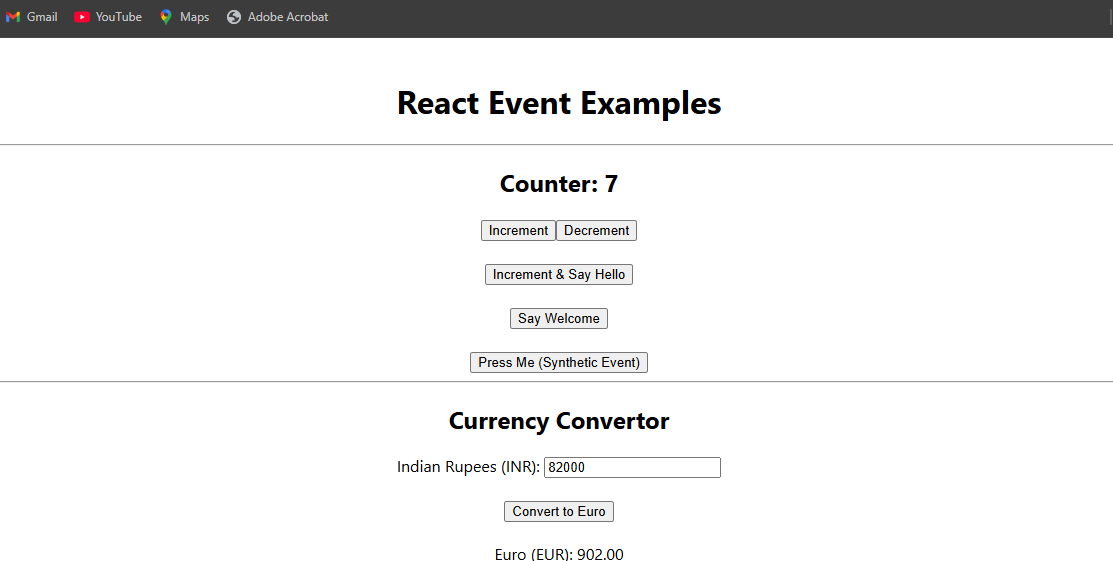 Gmail YouTube Maps Adobe Acrobat
React Event Examples
Counter: 7
Increment Decrement
Increment & Say Hello
Say Welcome
Press Me (Synthetic Event)
Currency Convertor
Indian Rupees (INR): 82000
Convert to Euro
Euro (EUR): 902.00